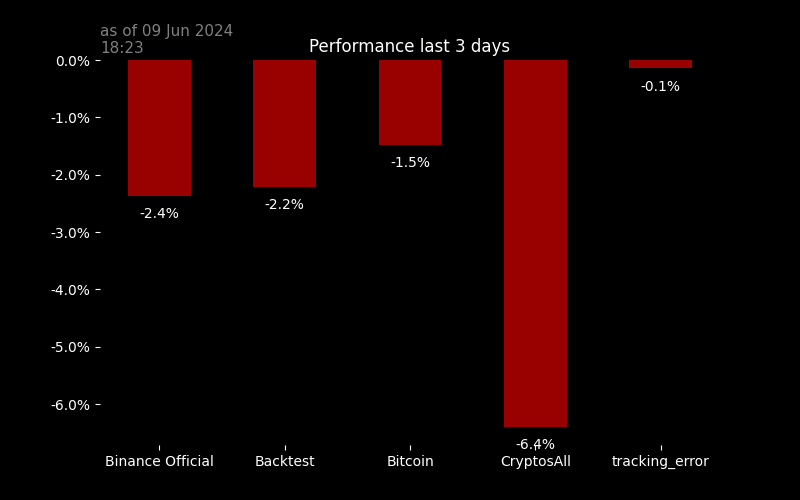 as of 09 Jun 2024
18:23
Performance last 3 days
0.0%
-1.0%
-2.0%
-3.0%
-4.0%
-5.0%
-6.0%
-2.4%
-2.2%
-1.5%
-6.4%
-0.1%
Binance Official
Backtest
Bitcoin
CryptosAll
tracking_error